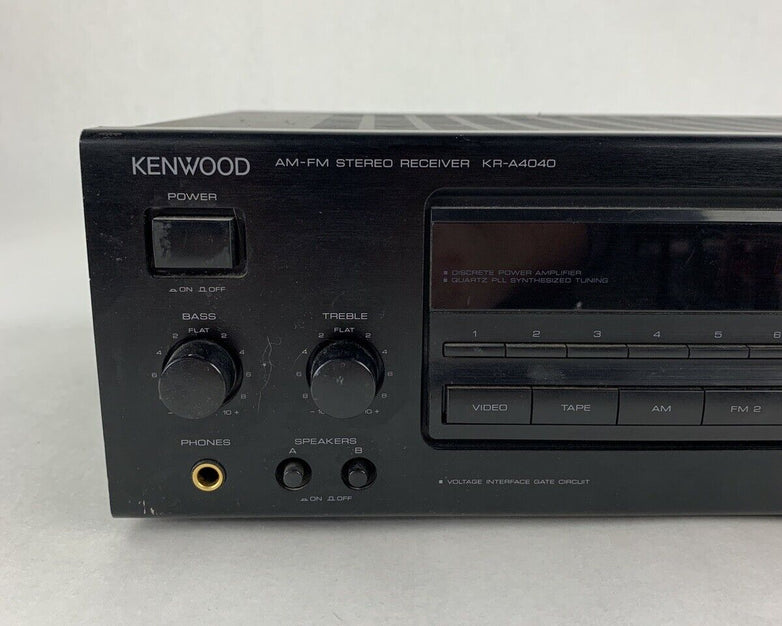 KENWOOD AM-FM STEREO RECEIVER KR-A4040
POWER
ON OFF
DISCRETE POWER AMPLIFIER
QUARTZ PLL SYNTHESIZED TUNING
BASS TREBLE
FLAT FLAT
2 2 2 2
4 4 4 4
6 6 6 6
8 8 8 8
10 + - 10 10 +
1 2 3 4 5 6
VIDEO TAPE AM FM 2
PHONES SPEAKERS
A B
ON OFF
VOLTAGE INTERFACE GATE CIRCUIT